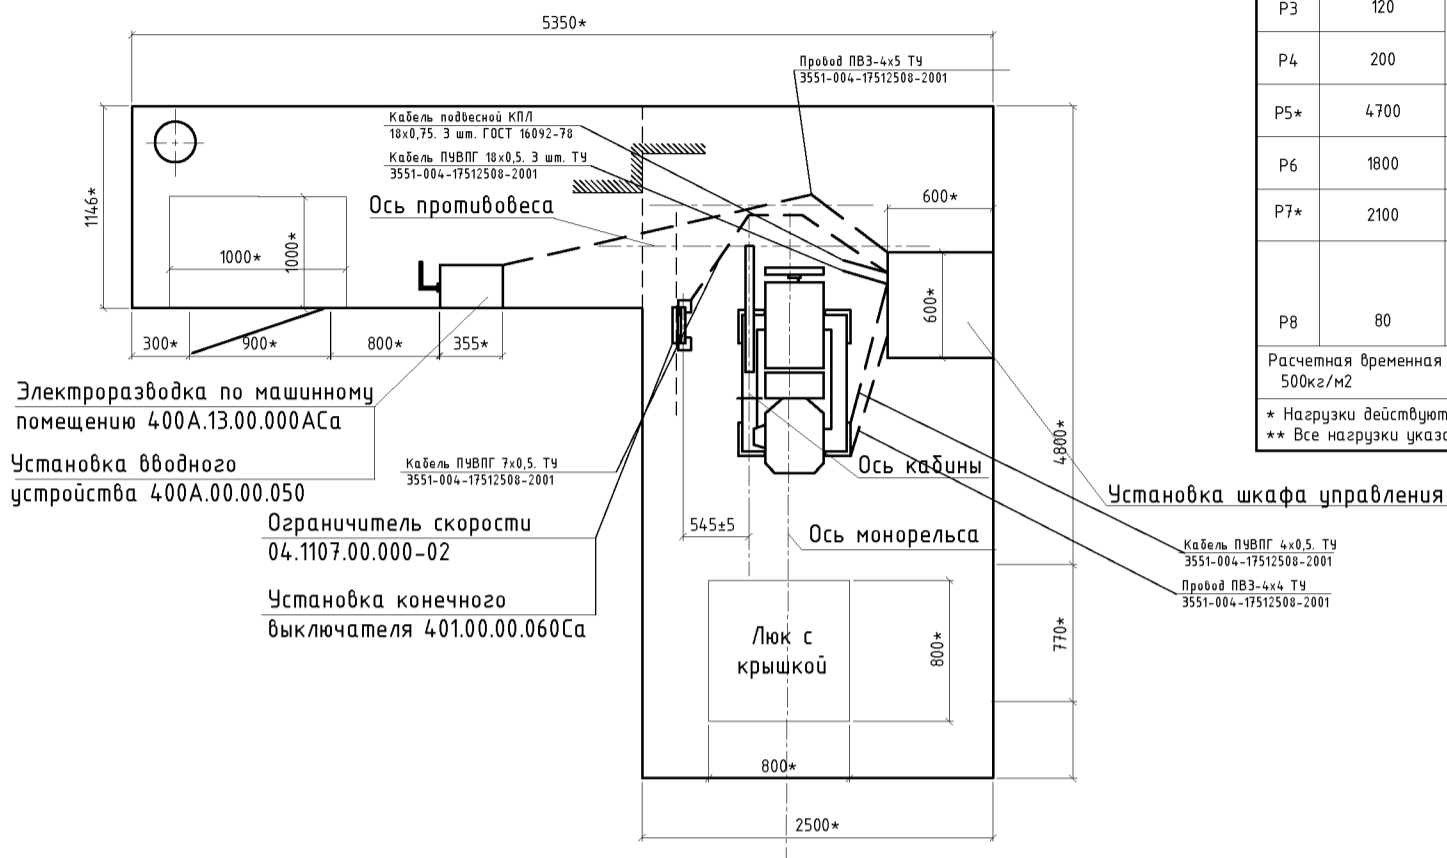 5350*
Р3 120
Провод ПВ3-4х5 ТУ
3551-004-17512508-2001
Р4 200
Кабель подвесной КПЛ
18х0,75. 3 шт. ГОСТ 16092-78
Р5* 4700
Кабель ПУВПГ 18х0,5. 3 шт. ТУ
3551-004-17512508-2001
Р6 1800
1146*
Ось противовеса
600*
Р7* 2100
1000*
1000*
600*
Р8 80
300*
900*
800*
355*
Расчетная временная
500кг/м2
* Нагрузки действуют
** Все нагрузки указа
Электроразводка по машинному
помещению 400А.13.00.000АСа
Установка вводного
устройства 400А.00.00.050
Кабель ПУВПГ 7х0,5. ТУ
3551-004-17512508-2001
Ось кабины
4800*
Установка шкафа управления
Ограничитель скорости
04.1107.00.000-02
545±5
Ось монорельса
Кабель ПУВПГ 4х0,5. ТУ
3551-004-17512508-2001
Провод ПВ3-4х4 ТУ
3551-004-17512508-2001
Установка конечного
выключателя 401.00.00.060Са
Люк с
крышкой
800*
770*
800*
2500*